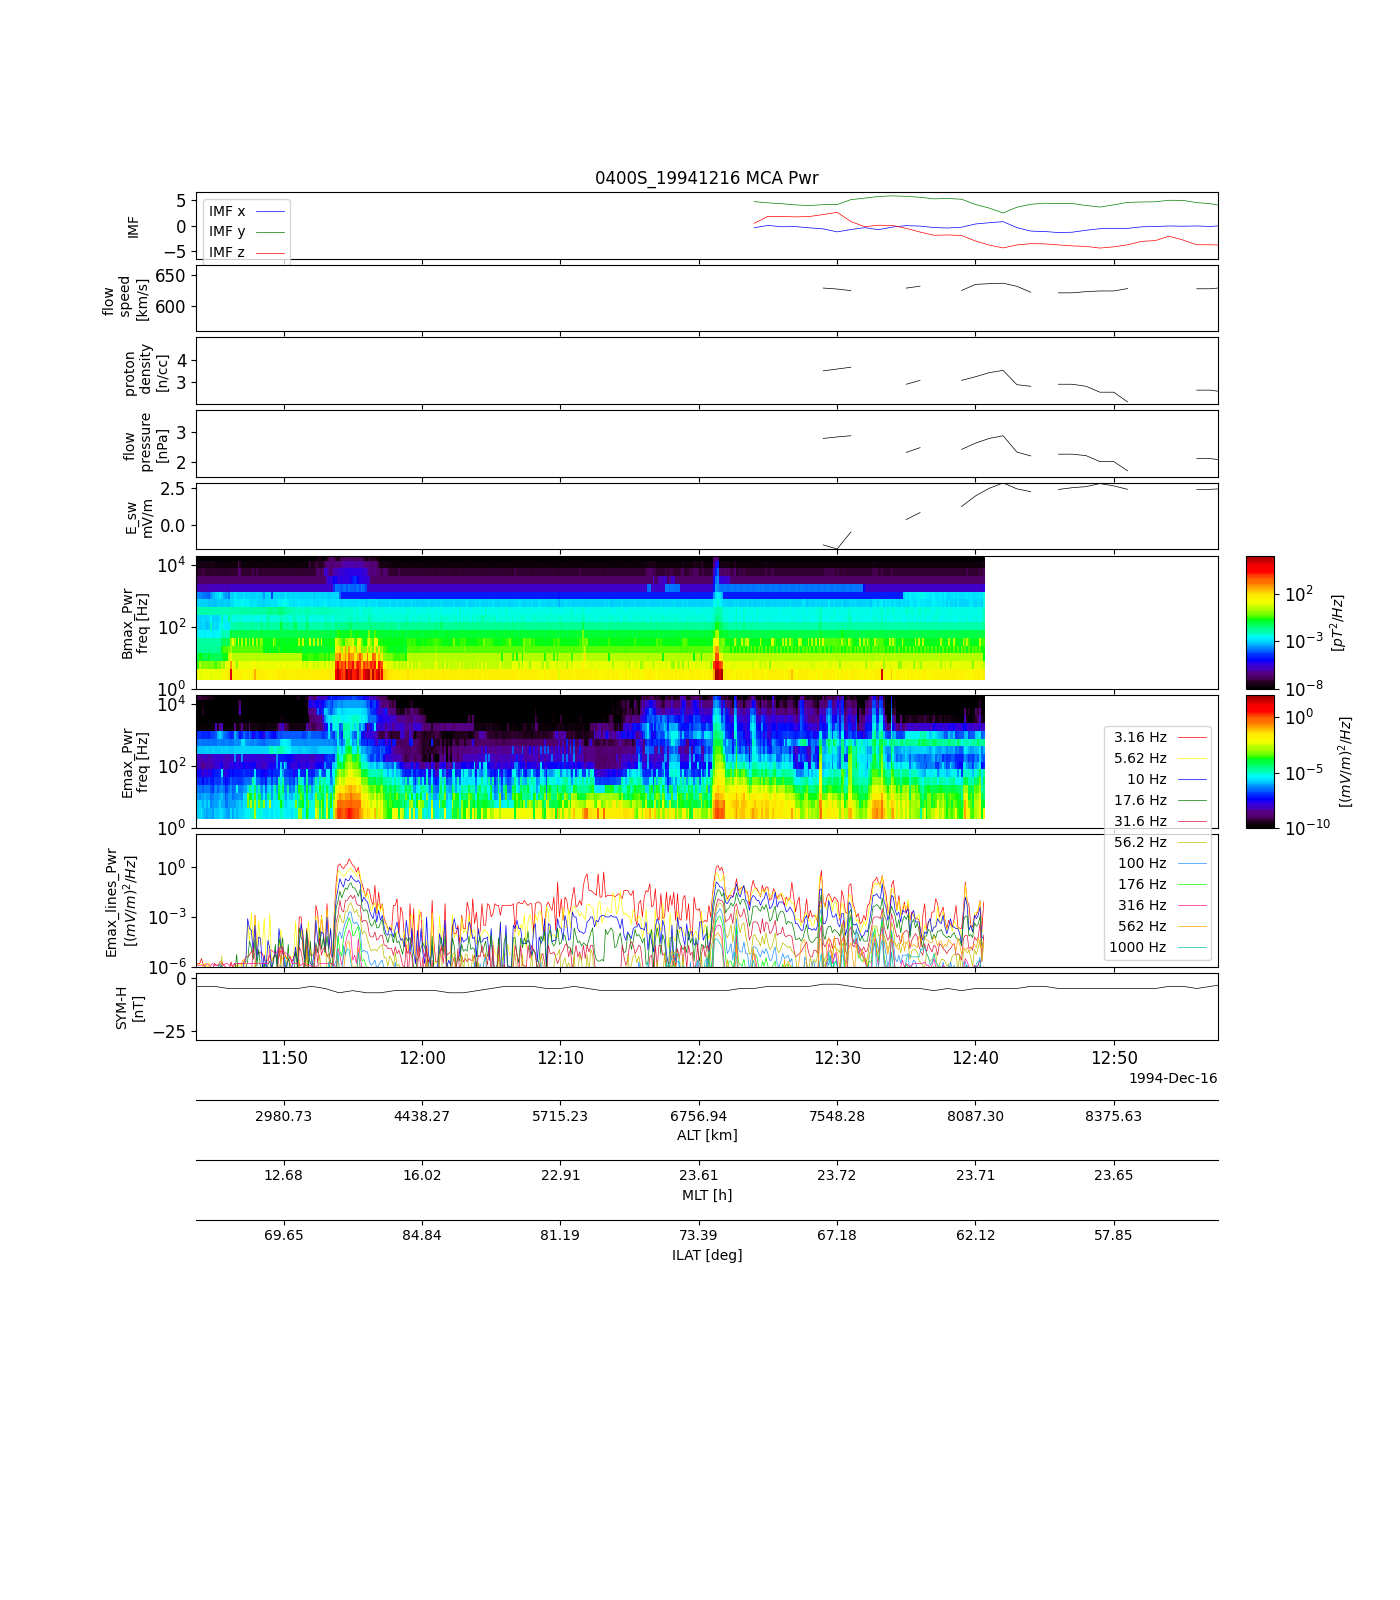 0400S_19941216 MCA Pwr
IMF
5
0
−5
IMF x
IMF y
IMF z
flow
speed
[km/s]
650
600
proton
density
[n/cc]
4
3
flow
pressure
[nPa]
3
2
E_sw
mV/m
2.5
0.0
Bmax_Pwr
freq [Hz]
10^4
10^2
10^0
10^2
10^−3
10^−8
[pT^2/Hz]
Emax_Pwr
freq [Hz]
10^4
10^2
10^0
10^0
10^−5
10^−10
[(mV/m)^2/Hz]
3.16 Hz
5.62 Hz
10 Hz
17.6 Hz
31.6 Hz
56.2 Hz
100 Hz
176 Hz
316 Hz
562 Hz
1000 Hz
Emax_lines_Pwr
[(mV/m)^2/Hz]
10^0
10^−3
10^−6
SYM-H
[nT]
0
−25
11:50 12:00 12:10 12:20 12:30 12:40 12:50
1994-Dec-16
2980.73 4438.27 5715.23 6756.94 7548.28 8087.30 8375.63
ALT [km]
12.68 16.02 22.91 23.61 23.72 23.71 23.65
MLT [h]
69.65 84.84 81.19 73.39 67.18 62.12 57.85
ILAT [deg]